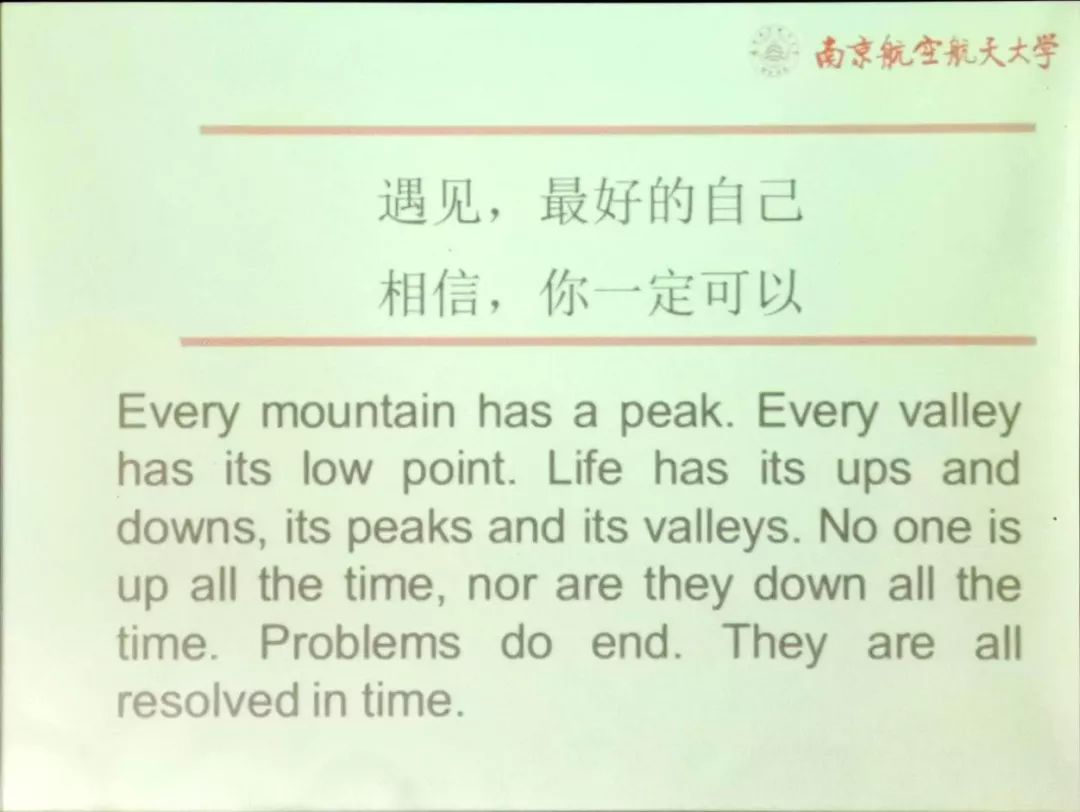 南京航空航天大学
遇见，最好的自己
相信，你一定可以
Every mountain has a peak. Every valley
has its low point. Life has its ups and
downs, its peaks and its valleys. No one is
up all the time, nor are they down all the
time. Problems do end. They are all
resolved in time.